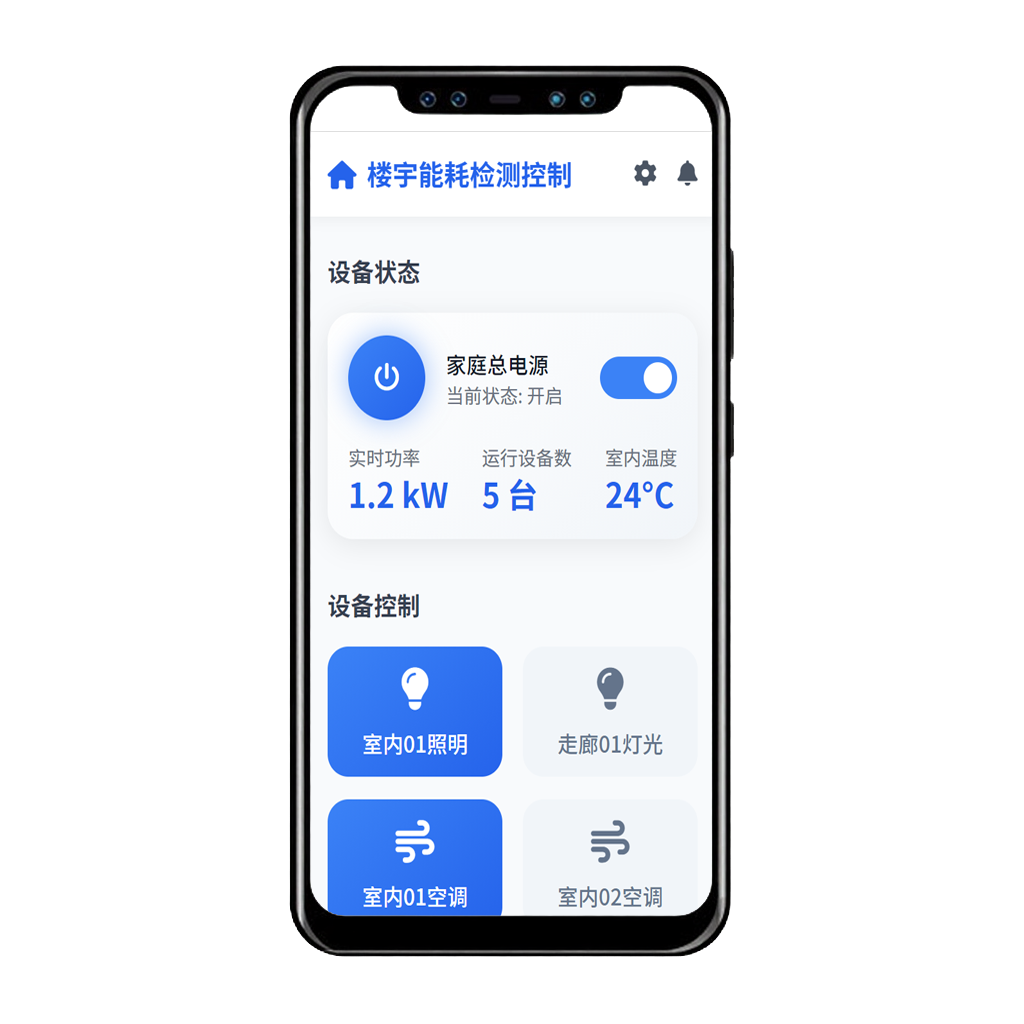 楼宇能耗检测控制
设备状态
家庭总电源
当前状态: 开启
实时功率
1.2 kW
运行设备数
5 台
室内温度
24°C
设备控制
室内01照明
走廊01灯光
室内01空调
室内02空调